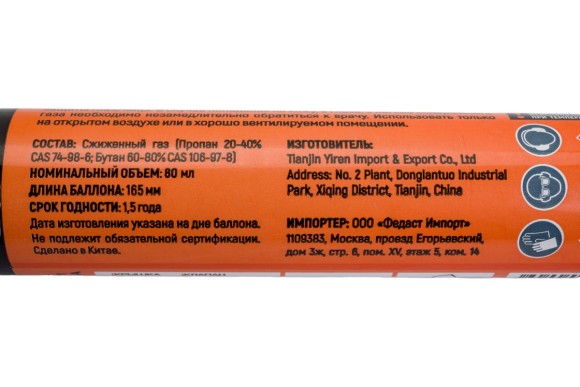 газа необходимо незамедлительно обратиться к врачу. Использовать только
на открытом воздухе или в хорошо вентилируемом помещении.
СОСТАВ: Сжиженный газ (Пропан 20-40%
CAS 74-98-6; Бутан 60-80% CAS 106-97-8)
НОМИНАЛЬНЫЙ ОБЪЕМ: 80 мл
ДЛИНА БАЛЛОНА: 165 мм
СРОК ГОДНОСТИ: 1,5 года
Дата изготовления указана на дне баллона.
Не подлежит обязательной сертификации.
Сделано в Китае.
ИЗГОТОВИТЕЛЬ:
Tianjin Yiren Import & Export Co., Ltd
Address: No. 2 Plant, Dongjantuo Industrial
Park, Xiqing District, Tianjin, China
ИМПОРТЕР: ООО «Федаст Импорт»
1109383, Москва, проезд Егорьевский,
дом 3ж, стр. 6, пом. XV, этаж 5, ком. 14